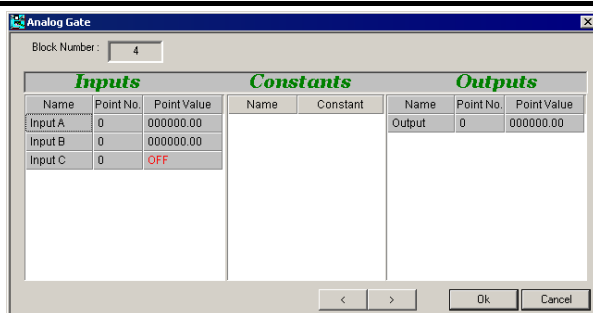 Analog Gate
Block Number : 4
Inputs Constants Outputs
Name Point No. Point Value Name Constant Name Point No. Point Value
Input A 0 000000.00 Output 0 000000.00
Input B 0 000000.00
Input C 0 OFF
< > Ok Cancel